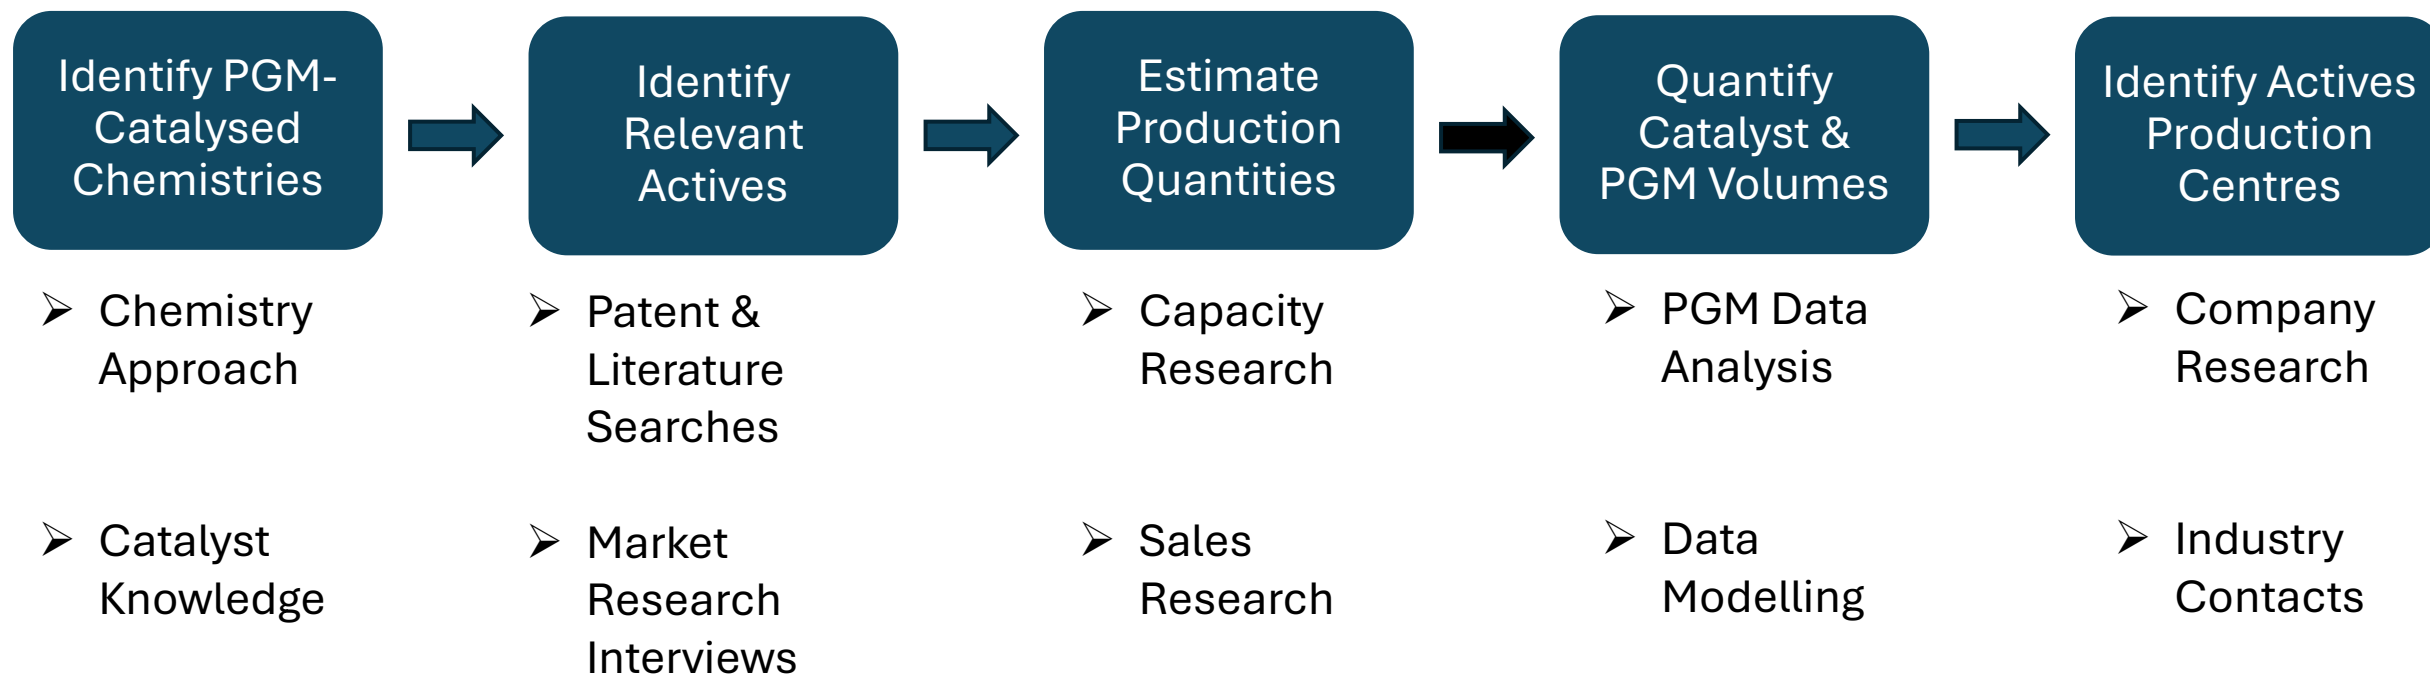 Identify PGM-
Catalysed
Chemistries
Identify
Relevant
Actives
Estimate
Production
Quantities
Quantify
Catalyst &
PGM Volumes
Identify Actives
Production
Centres
Chemistry
Approach
Catalyst
Knowledge
Patent &
Literature
Searches
Market
Research
Interviews
Capacity
Research
Sales
Research
PGM Data
Analysis
Data
Modelling
Company
Research
Industry
Contacts